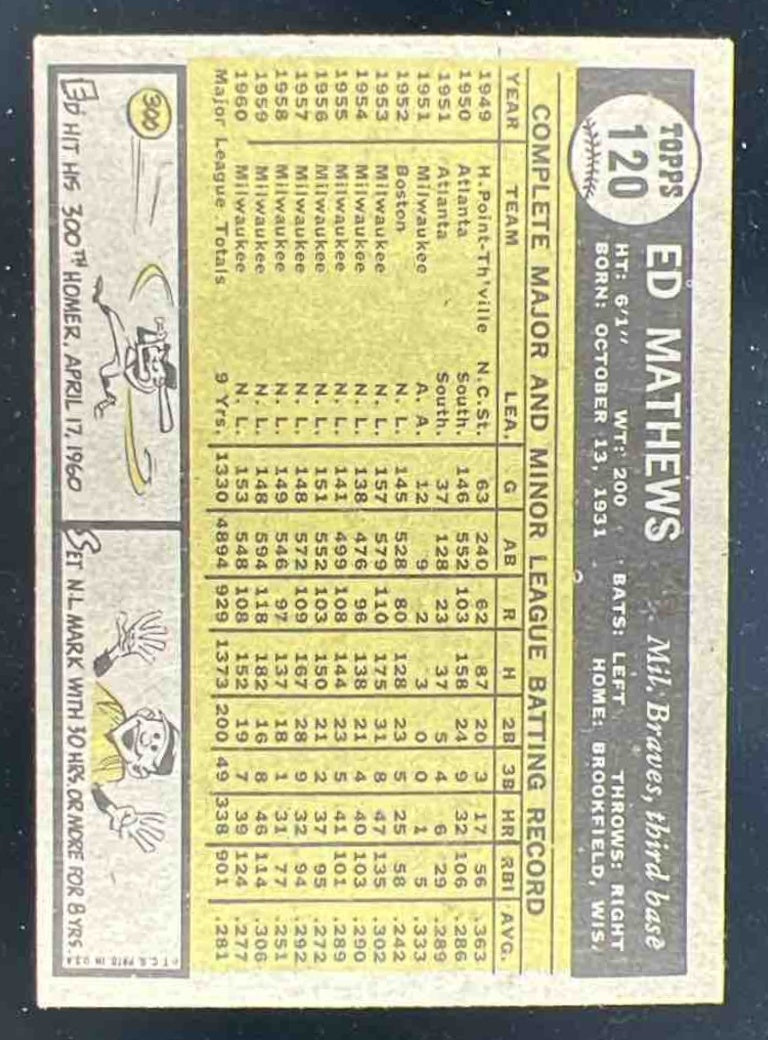 TOPPS
120
ED MATHEWS Mil. Braves, third base
HT: 6'1" WT: 200 BATS: LEFT THROWS: RIGHT
BORN: OCTOBER 13, 1931 HOME: BROOKFIELD, WIS.
COMPLETE MAJOR AND MINOR LEAGUE BATTING RECORD
YEAR TEAM LEA. G AB R H 2B 3B HR RBI AVG.
1949 H.Point-Th'ville N.C.St. 63 240 62 87 20 3 17 56 .363
1950 Atlanta South. 146 552 103 158 24 9 32 106 .286
1951 Atlanta South. 37 128 23 37 5 4 6 29 .289
1951 Milwaukee A. A. 12 9 2 3 0 0 1 5 .333
1952 Boston N. L. 145 528 80 128 23 5 25 58 .242
1953 Milwaukee N. L. 157 579 110 175 31 8 47 135 .302
1954 Milwaukee N. L. 138 476 96 138 21 4 40 103 .290
1955 Milwaukee N. L. 141 499 108 144 23 5 41 101 .289
1956 Milwaukee N. L. 151 552 103 150 21 2 37 95 .272
1957 Milwaukee N. L. 148 572 109 167 28 9 32 94 .292
1958 Milwaukee N. L. 149 546 97 137 18 1 31 77 .251
1959 Milwaukee N. L. 148 594 118 182 16 8 46 114 .306
1960 Milwaukee N. L. 153 548 108 152 19 7 39 124 .277
Major League Totals 9 Yrs. 1330 4894 929 1373 200 49 338 901 .281
300
ED HIT HIS 300TH HOMER, APRIL 17, 1960
SET N.L MARK WITH 30 HRS. OR MORE FOR 8 YRS.
© T.C.G. PRTD. IN U.S.A.